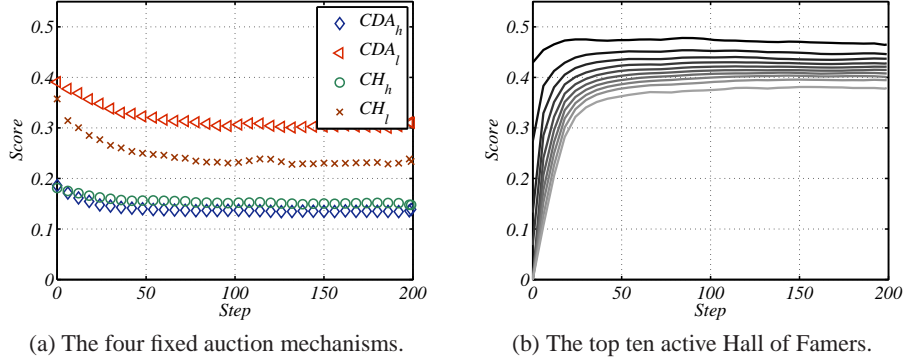 0.5
0.4
0.3
0.2
0.1
0
Score
0 50 100 150 200
Step
CDA_h
CDA_l
CH_h
CH_l
(a) The four fixed auction mechanisms.
0.5
0.4
0.3
0.2
0.1
0
Score
0 50 100 150 200
Step
(b) The top ten active Hall of Famers.